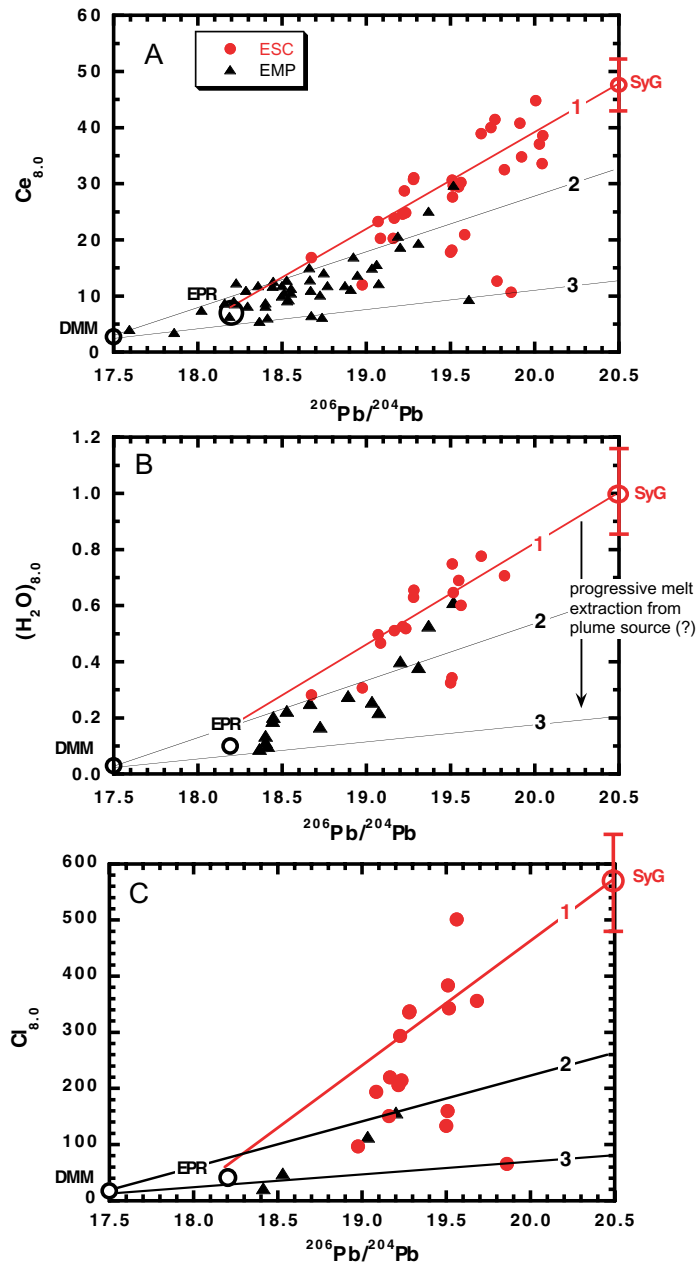 A
ESC
EMP
60
50
40
30
20
10
0
Ce8.0
1
SyG
2
3
EPR
DMM
17.5 18.0 18.5 19.0 19.5 20.0 20.5
206Pb/204Pb
B
1.2
1.0
0.8
0.6
0.4
0.2
0.0
(H2O)8.0
SyG
1
progressive melt
extraction from
plume source (?)
2
3
EPR
DMM
17.5 18.0 18.5 19.0 19.5 20.0 20.5
206Pb/204Pb
C
600
500
400
300
200
100
0
Cl8.0
SyG
1
2
3
EPR
DMM
17.5 18.0 18.5 19.0 19.5 20.0 20.5
206Pb/204Pb